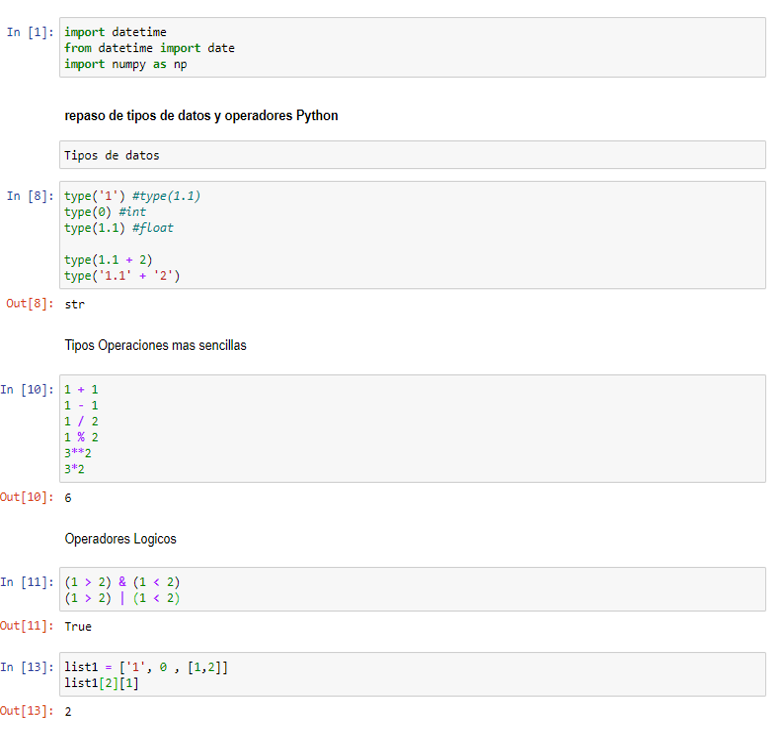 In [1]: import datetime
from datetime import date
import numpy as np
repaso de tipos de datos y operadores Python
Tipos de datos
In [8]: type('1') #type(1.1)
type(0) #int
type(1.1) #float
type(1.1 + 2)
type('1.1' + '2')
Out[8]: str
Tipos Operaciones mas sencillas
In [10]: 1 + 1
1 - 1
1 / 2
1 % 2
3**2
3*2
Out[10]: 6
Operadores Logicos
In [11]: (1 > 2) & (1 < 2)
(1 > 2) | (1 < 2)
Out[11]: True
In [13]: list1 = ['1', 0 , [1,2]]
list1[2][1]
Out[13]: 2